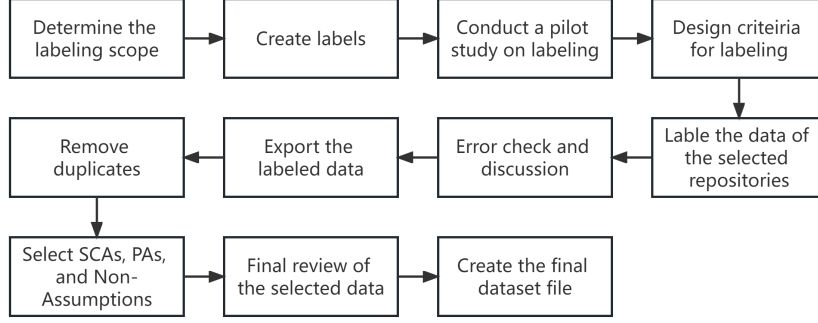 Determine the
labeling scope
Create labels
Conduct a pilot
study on labeling
Design criteiria
for labeling
Lable the data of
the selected
repositories
Error check and
discussion
Export the
labeled data
Remove
duplicates
Select SCAs, PAs,
and Non-
Assumptions
Final review of
the selected data
Create the final
dataset file